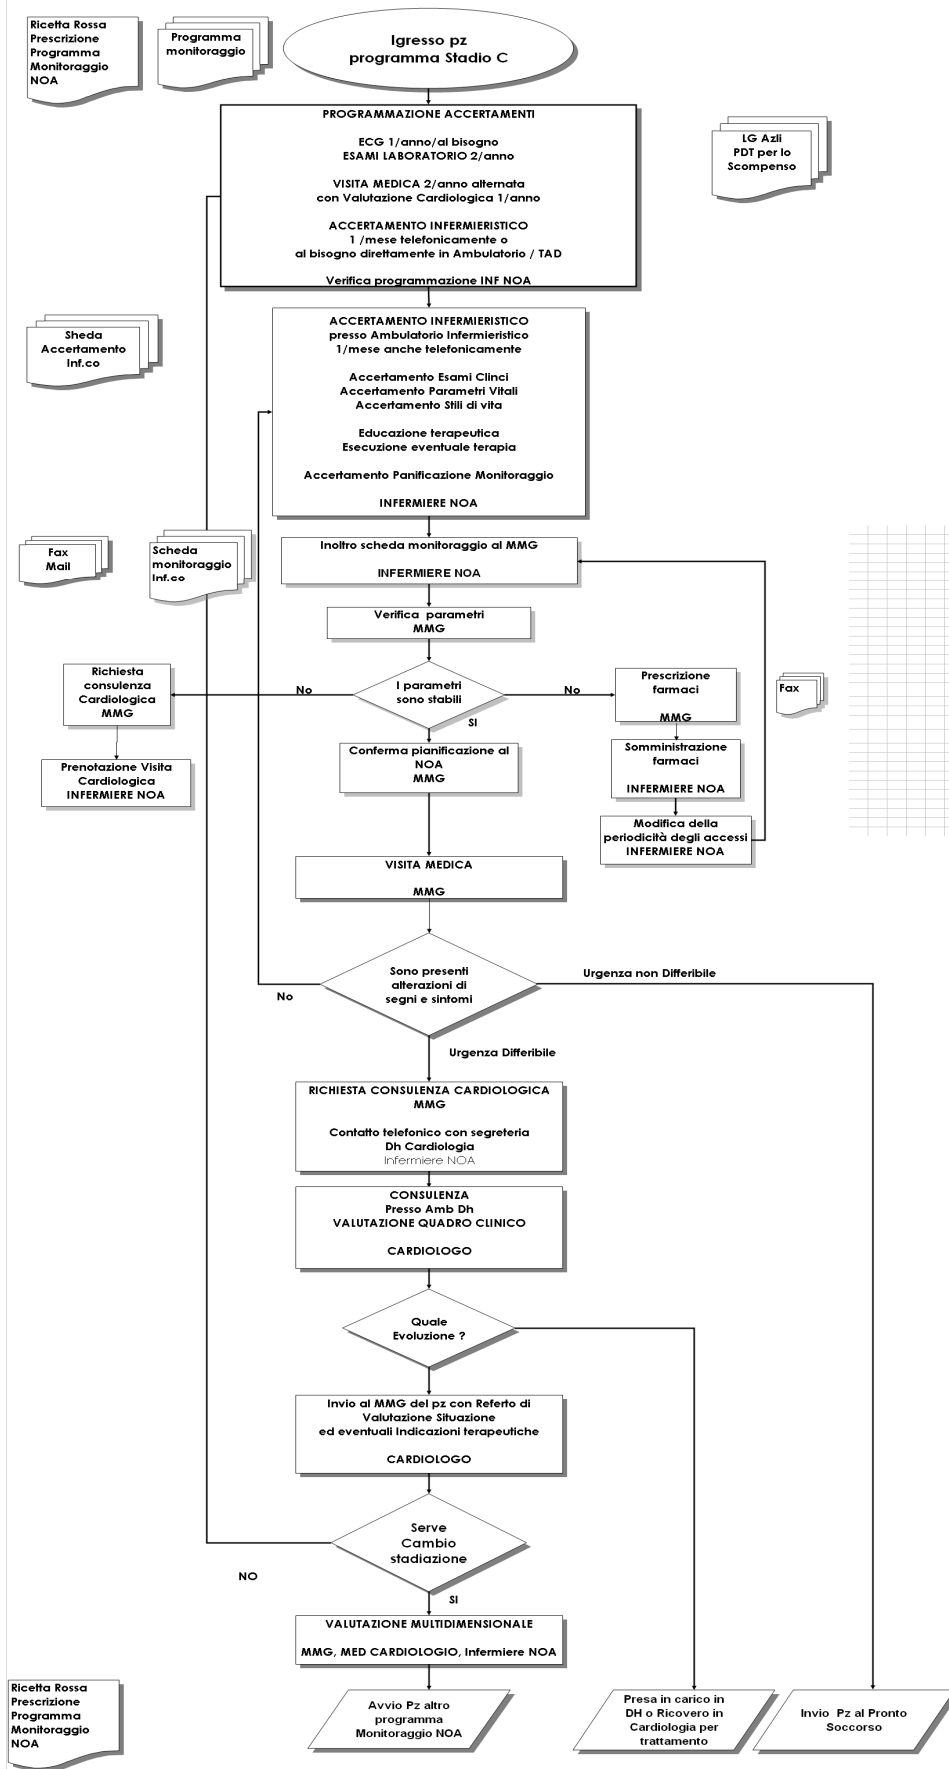 Ricetta Rossa
Prescrizione
Programma
Monitoraggio
NOA
Programma
monitoraggio
Igresso pz
programma Stadio C
PROGRAMMAZIONE ACCERTAMENTI
ECG 1/anno/al bisogno
ESAMI LABORATORIO 2/anno
VISITA MEDICA 2/anno alternata
con Valutazione Cardiologica 1/anno
ACCERTAMENTO INFERMIERISTICO
1 /mese telefonicamente o
al bisogno direttamente in Ambulatorio / TAD
Verifica programmazione INF NOA
LG Azli
PDT per lo
Scompenso
Sheda
Accertamento
Inf.co
ACCERTAMENTO INFERMIERISTICO
presso Ambulatorio Infermieristico
1/mese anche telefonicamente
Accertamento Esami Clinci
Accertamento Parametri Vitali
Accertamento Stili di vita
Educazione terapeutica
Esecuzione eventuale terapia
Accertamento Panificazione Monitoraggio
INFERMIERE NOA
Fax
Mail
Scheda
monitoraggio
Inf.co
Inoltro scheda monitoraggio al MMG
INFERMIERE NOA
Verifica parametri
MMG
Richiesta
consulenza
Cardiologica
MMG
No
I parametri
sono stabili
No
SI
Prescrizione
farmaci
MMG
Fax
Prenotazione Visita
Cardiologica
INFERMIERE NOA
Conferma pianificazione al
NOA
MMG
Somministrazione
farmaci
INFERMIERE NOA
Modifica della
periodicità degli accessi
INFERMIERE NOA
VISITA MEDICA
MMG
Sono presenti
alterazioni di
segni e sintomi
No
Urgenza non Differibile
Urgenza Differibile
RICHIESTA CONSULENZA CARDIOLOGICA
MMG
Contatto telefonico con segreteria
Dh Cardiologia
Infermiere NOA
CONSULENZA
Presso Amb Dh
VALUTAZIONE QUADRO CLINICO
CARDIOLOGO
Quale
Evoluzione ?
Invio al MMG del pz con Referto di
Valutazione Situazione
ed eventuali Indicazioni terapeutiche
CARDIOLOGO
Serve
Cambio
stadiazione
NO
SI
VALUTAZIONE MULTIDIMENSIONALE
MMG, MED CARDIOLOGIO, Infermiere NOA
Ricetta Rossa
Prescrizione
Programma
Monitoraggio
NOA
Avvio Pz altro
programma
Monitoraggio NOA
Presa in carico in
DH o Ricovero in
Cardiologia per
trattamento
Invio Pz al Pronto
Soccorso